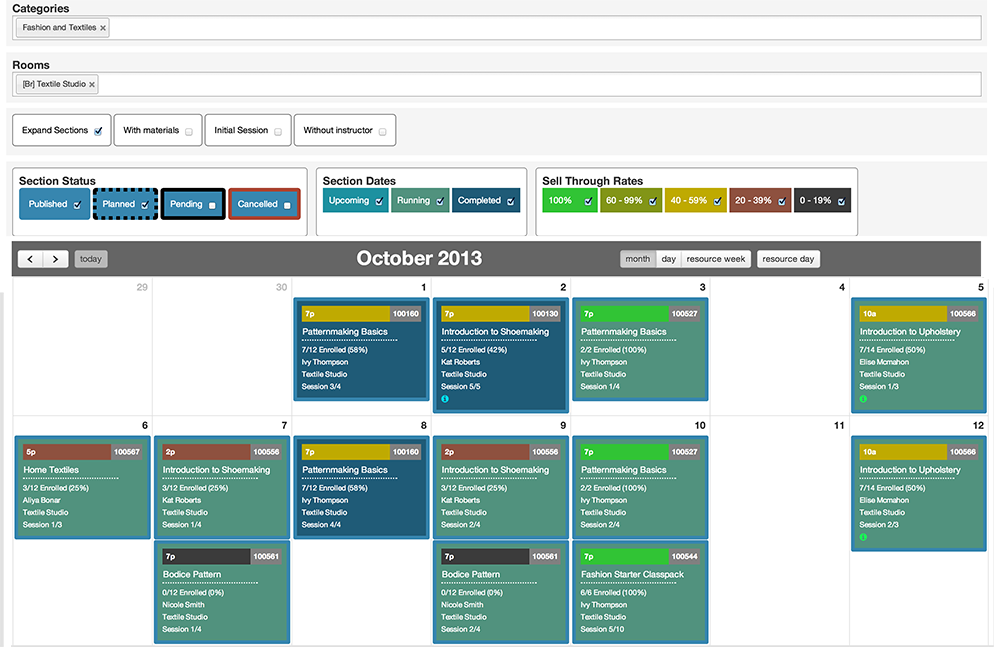 Categories
Fashion and Textiles ×
Rooms
[Br] Textile Studio ×
Expand Sections
With materials
Initial Session
Without instructor
Section Status
Published
Planned
Pending
Cancelled
Section Dates
Upcoming
Running
Completed
Sell Through Rates
100%
60 - 99%
40 - 59%
20 - 39%
0 - 19%
< > today
October 2013
month day resource week resource day
29 30 1 2 3 4 5
7p 100160
Patternmaking Basics
7/12 Enrolled (58%)
Ivy Thompson
Textile Studio
Session 3/4
7p 100130
Introduction to Shoemaking
5/12 Enrolled (42%)
Kat Roberts
Textile Studio
Session 5/5
7p 100527
Patternmaking Basics
2/2 Enrolled (100%)
Ivy Thompson
Textile Studio
Session 1/4
10a 100566
Introduction to Upholstery
7/14 Enrolled (50%)
Elise Mcmahon
Textile Studio
Session 1/3
6 7 8 9 10 11 12
5p 100567
Home Textiles
3/12 Enrolled (25%)
Aliya Bonar
Textile Studio
Session 1/3
2p 100556
Introduction to Shoemaking
3/12 Enrolled (25%)
Kat Roberts
Textile Studio
Session 1/4
7p 100160
Patternmaking Basics
7/12 Enrolled (58%)
Ivy Thompson
Textile Studio
Session 4/4
2p 100556
Introduction to Shoemaking
3/12 Enrolled (25%)
Kat Roberts
Textile Studio
Session 2/4
7p 100527
Patternmaking Basics
2/2 Enrolled (100%)
Ivy Thompson
Textile Studio
Session 2/4
10a 100566
Introduction to Upholstery
7/14 Enrolled (50%)
Elise Mcmahon
Textile Studio
Session 2/3
7p 100561
Bodice Pattern
0/12 Enrolled (0%)
Nicole Smith
Textile Studio
Session 1/4
7p 100561
Bodice Pattern
0/12 Enrolled (0%)
Nicole Smith
Textile Studio
Session 2/4
7p 100544
Fashion Starter Classpack
6/6 Enrolled (100%)
Ivy Thompson
Textile Studio
Session 5/10